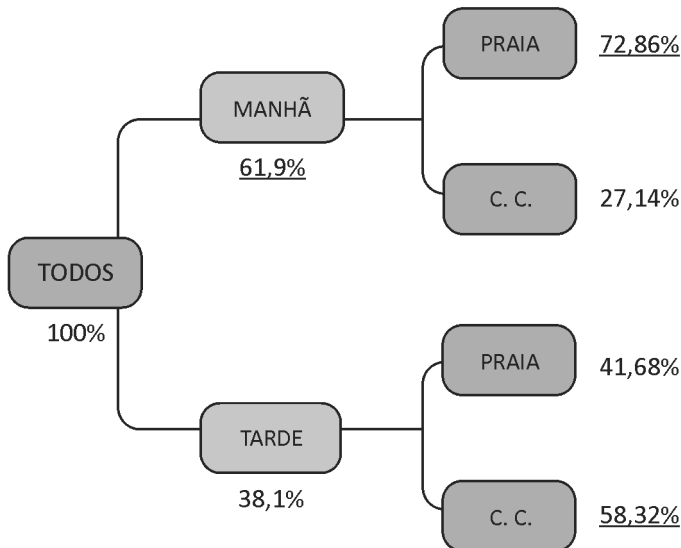 PRAIA 72,86%
MANHÃ
61,9%
C. C. 27,14%
TODOS
100%
PRAIA 41,68%
TARDE
38,1%
C. C. 58,32%